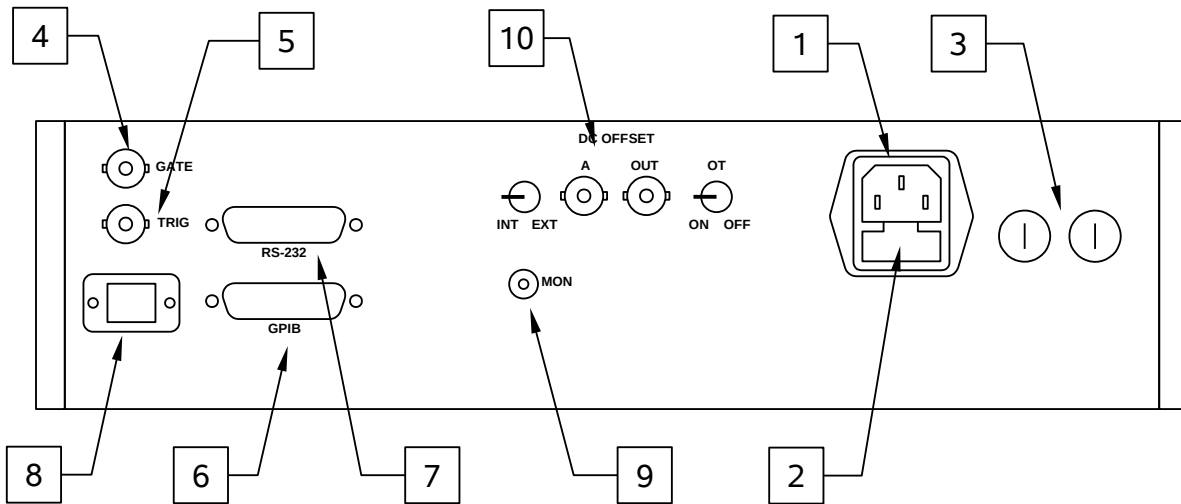 4
5
10
1
3
DC OFFSET
GATE
A
OUT
OT
TRIG
INT EXT
ON OFF
RS-232
MON
GPIB
8
6
7
9
2